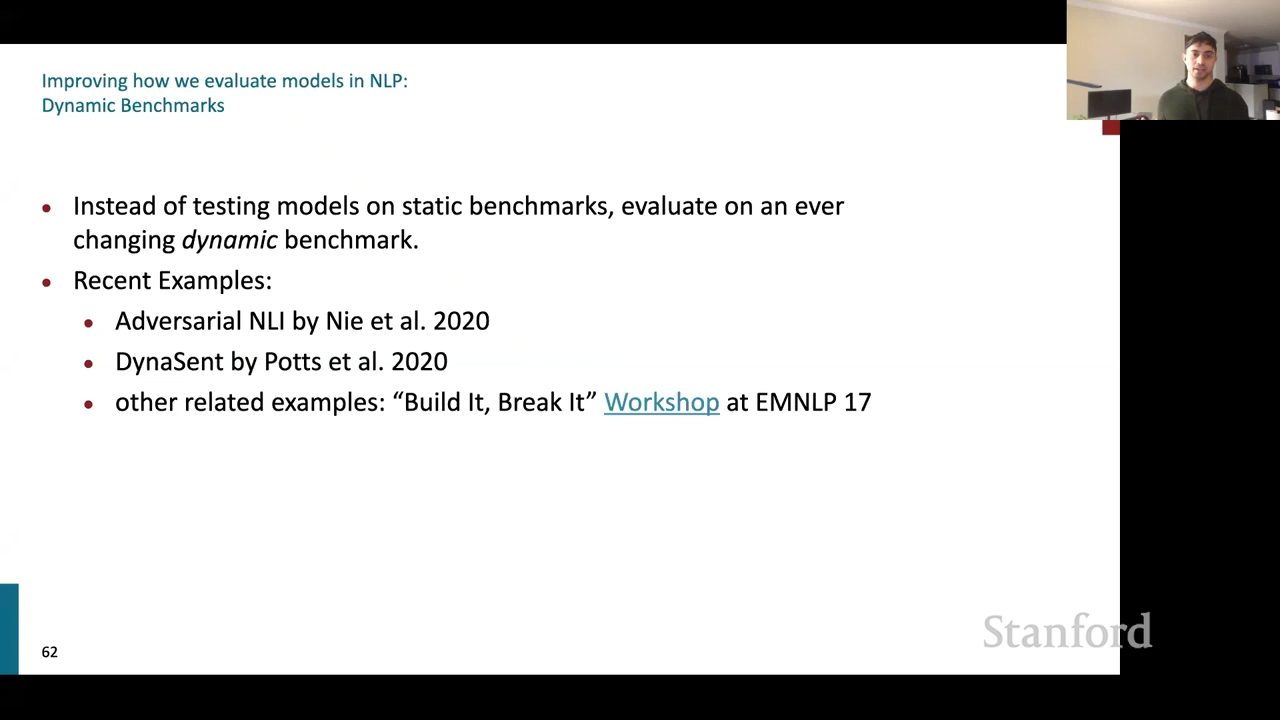 Improving how we evaluate models in NLP:
Dynamic Benchmarks
• Instead of testing models on static benchmarks, evaluate on an ever
changing dynamic benchmark.
• Recent Examples:
• Adversarial NLI by Nie et al. 2020
• DynaSent by Potts et al. 2020
• other related examples: “Build It, Break It” Workshop at EMNLP 17
Stanford
62